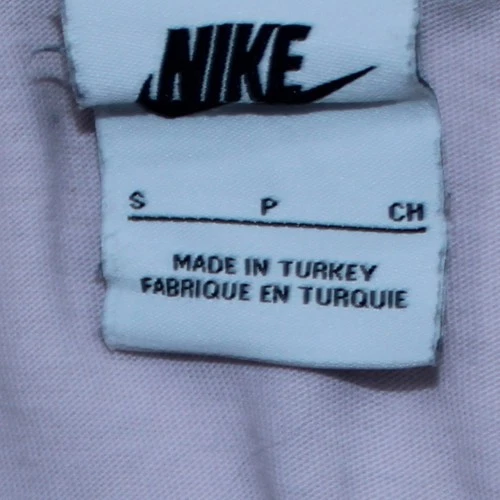 NIKE
S P CH
MADE IN TURKEY
FABRIQUE EN TURQUIE